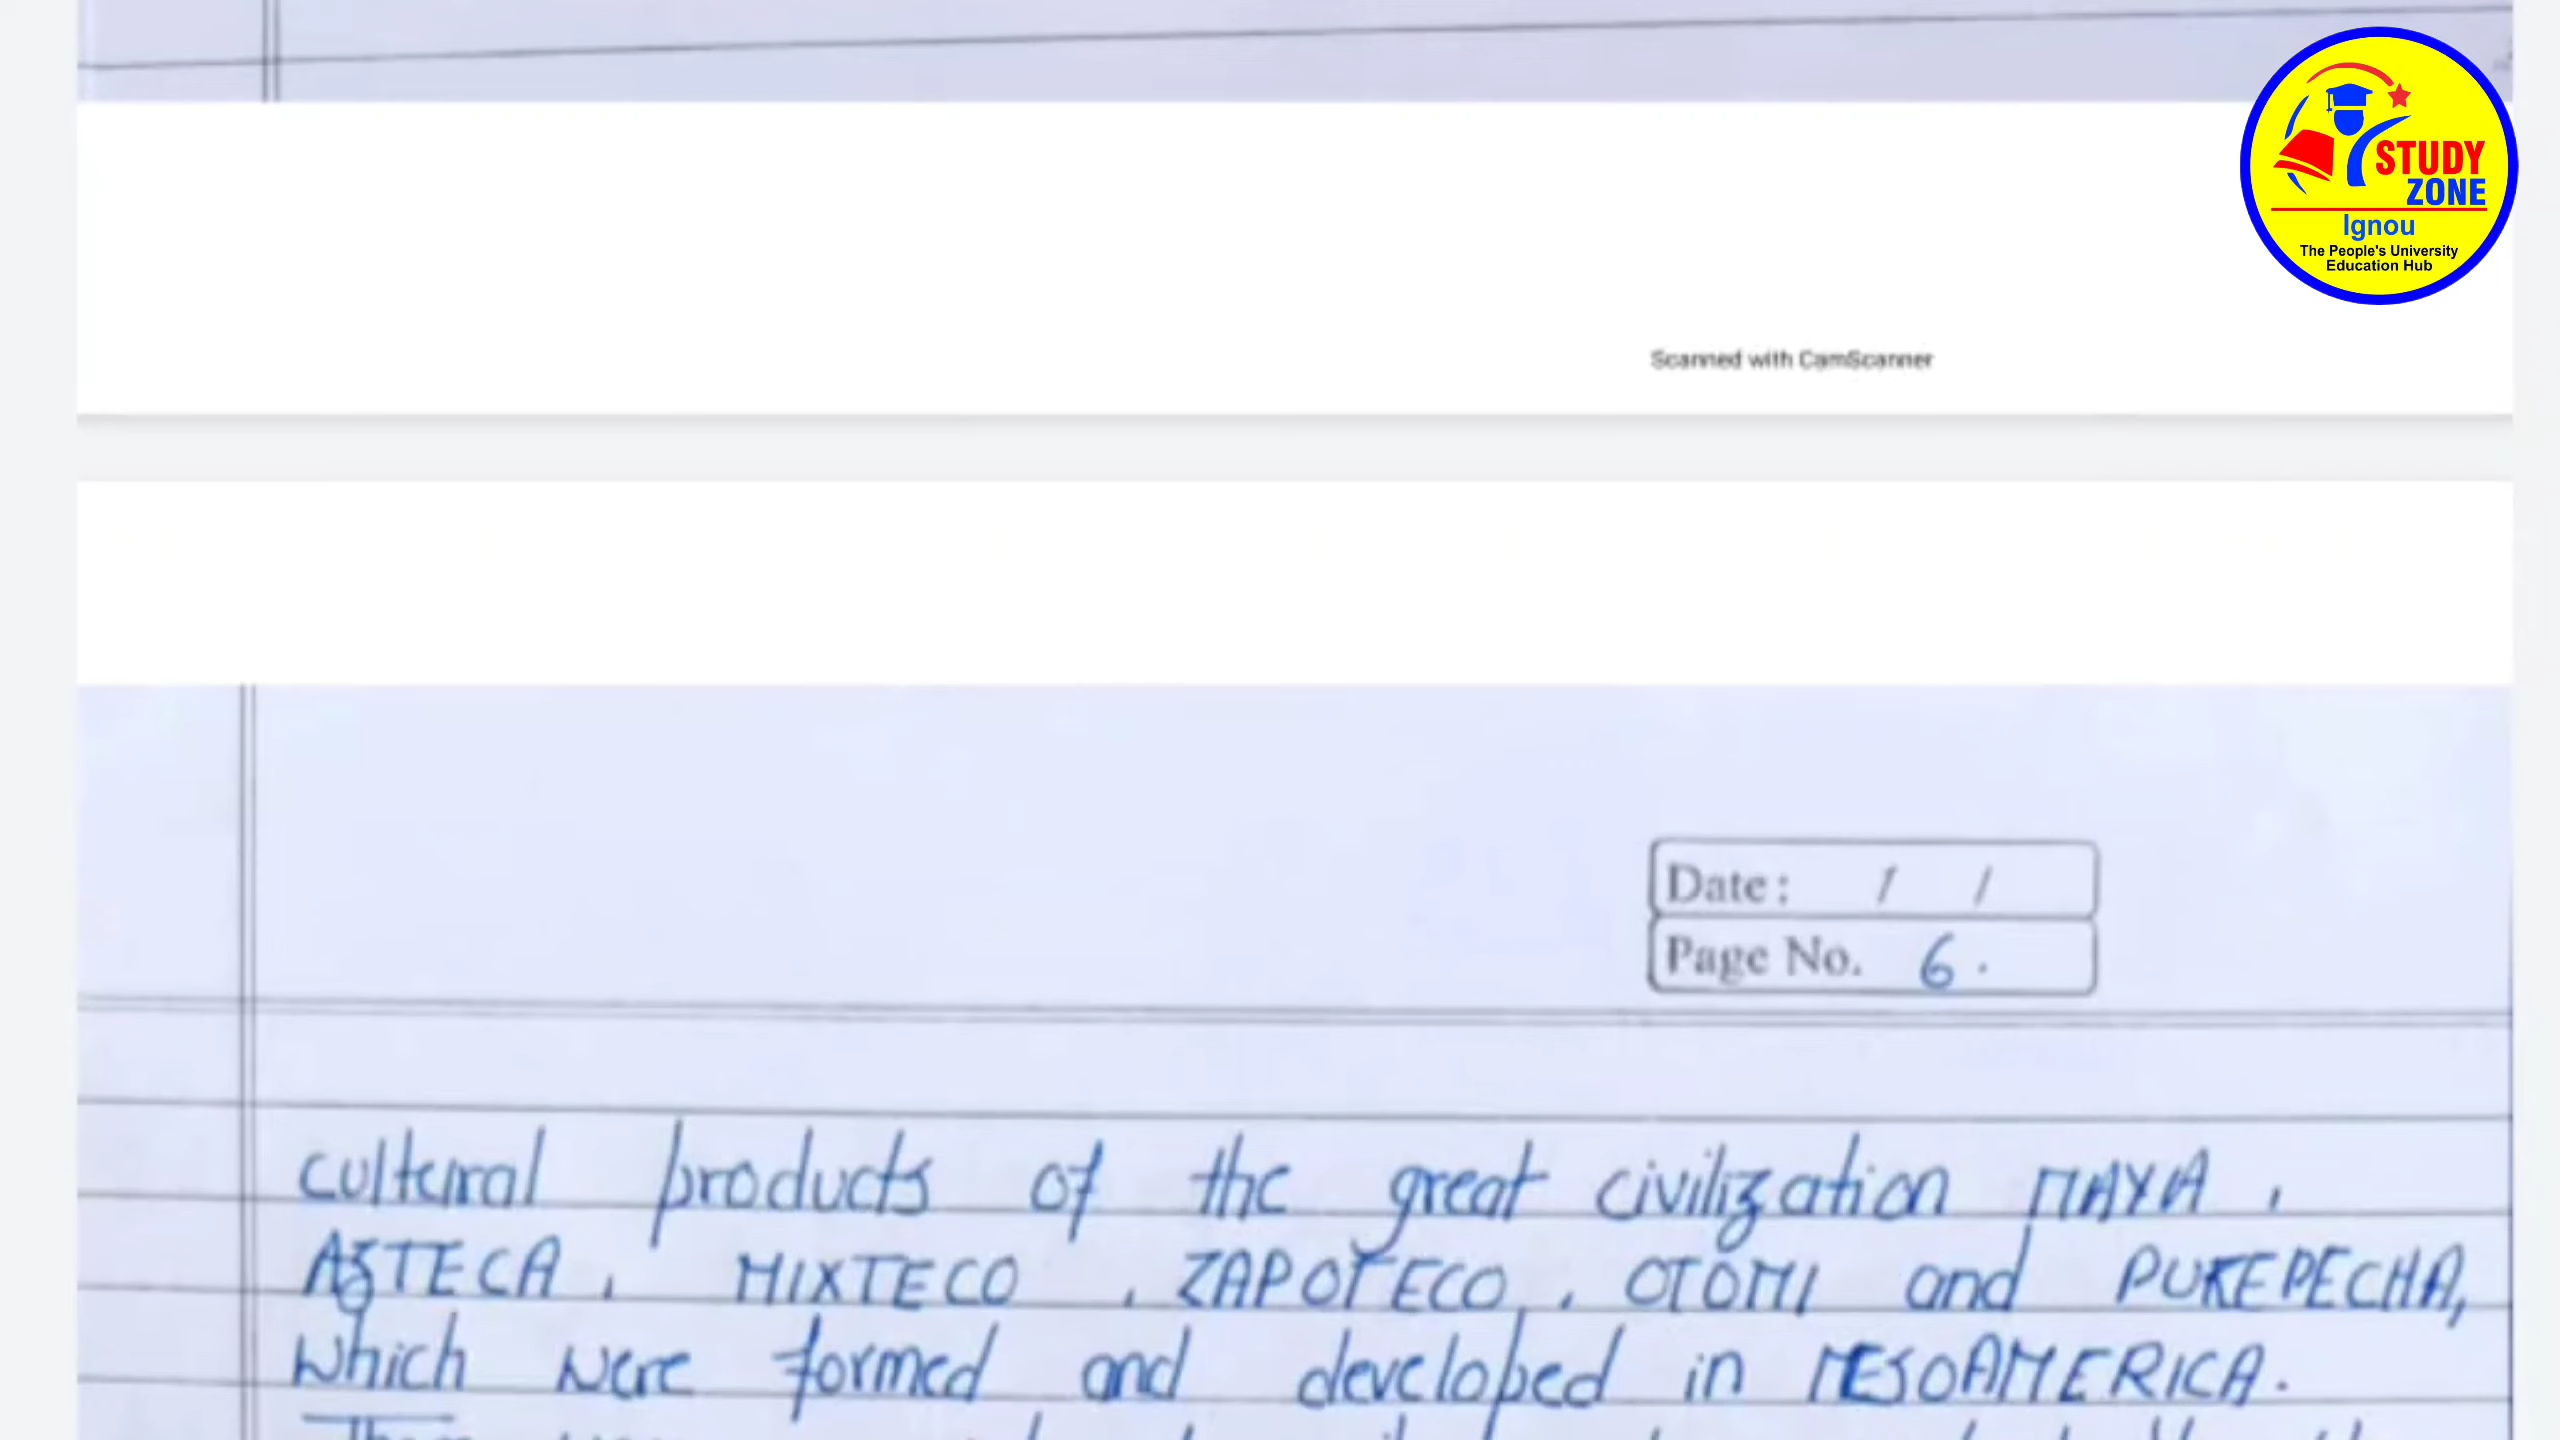 STUDY
ZONE
Ignou
The People's University
Education Hub
Scanned with CamScanner
Date: / /
Page No. 6.
cultural products of the great civilization MAYA,
AZTECA, MIXTECO, ZAPOTECO, OTOMI and PUREPECHA,
which were formed and developed in MESOAMERICA.